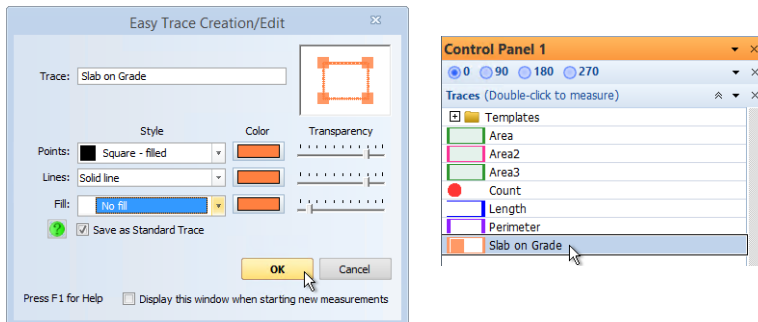 Easy Trace Creation/Edit
Trace: Slab on Grade
Style Color Transparency
Points: Square - filled
Lines: Solid line
Fill: No fill
Save as Standard Trace
OK Cancel
Press F1 for Help Display this window when starting new measurements
Control Panel 1
0 90 180 270
Traces (Double-click to measure)
Templates
Area
Area2
Area3
Count
Length
Perimeter
Slab on Grade